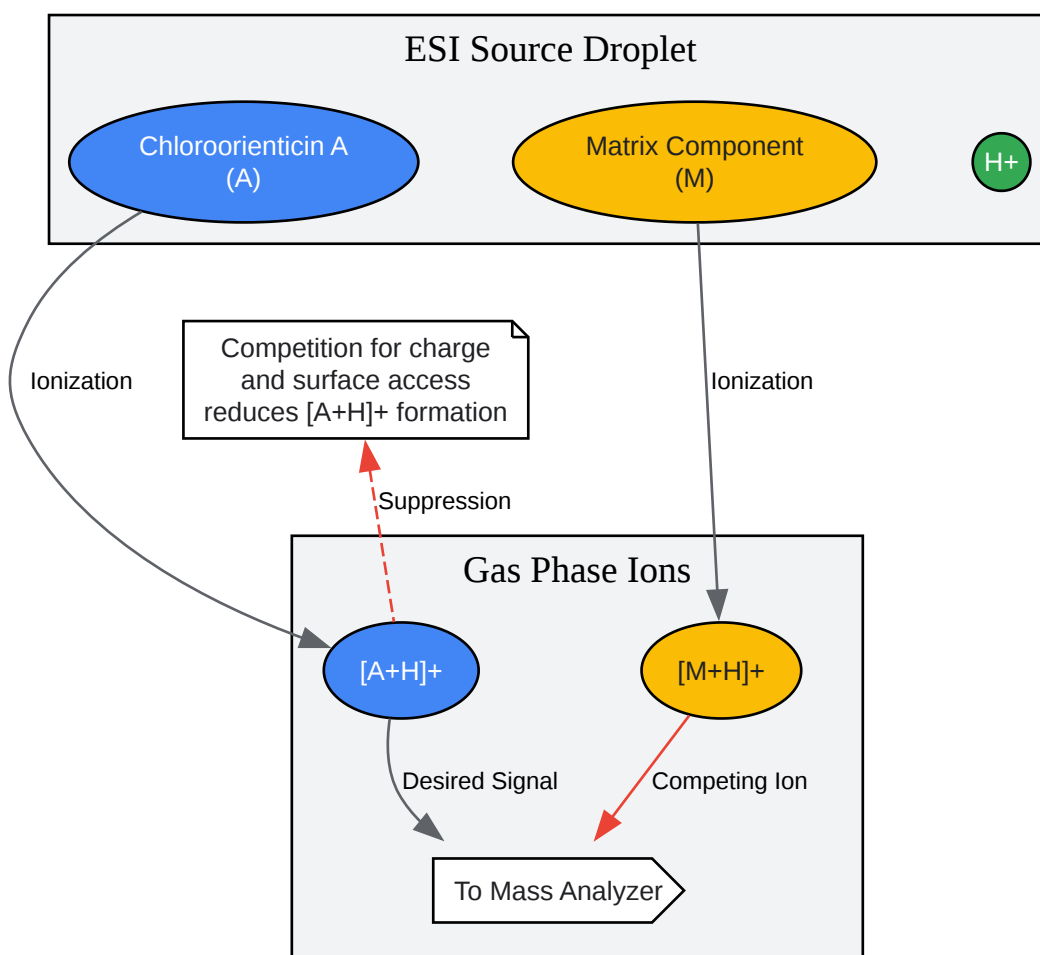 ESI Source Droplet
Chloroorienticin A
(A)
Matrix Component
(M)
H+
Competition for charge
and surface access
reduces [A+H]+ formation
Ionization
Ionization
Suppression
Gas Phase Ions
[A+H]+
[M+H]+
Desired Signal
Competing Ion
To Mass Analyzer